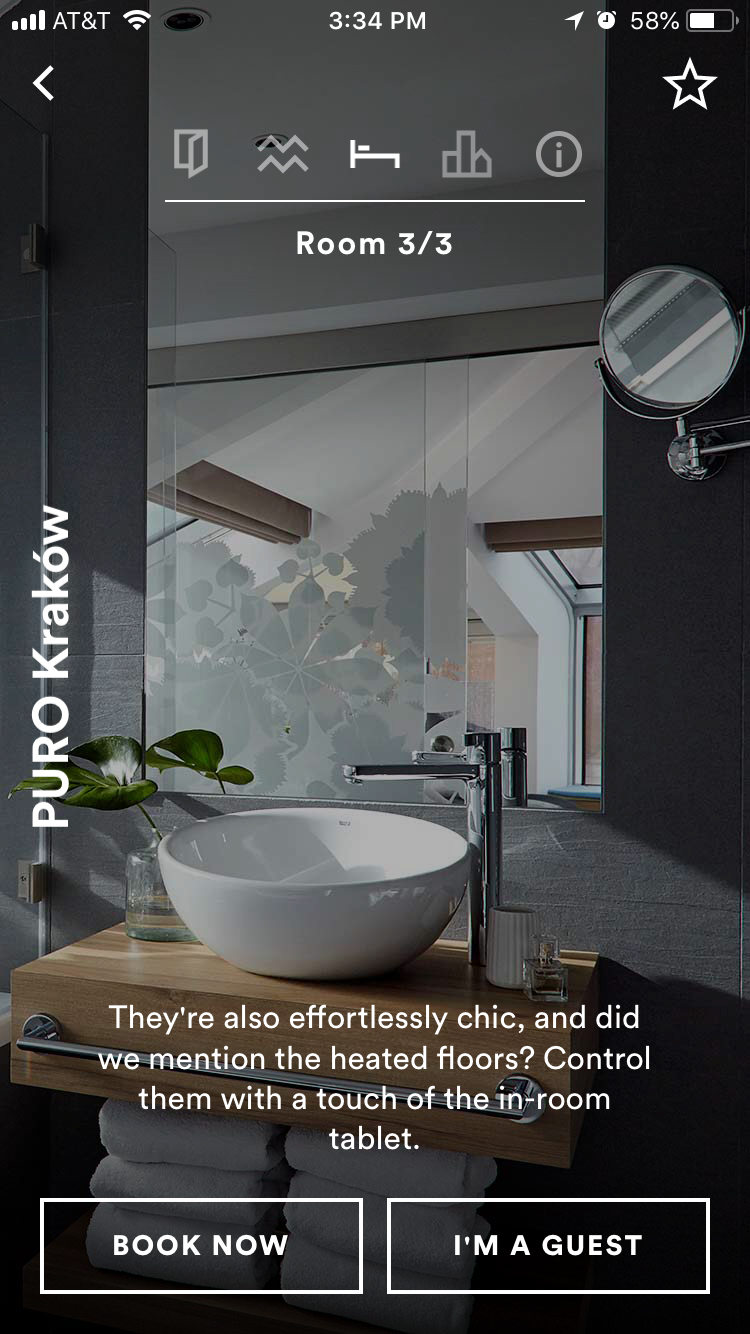 AT&T 3:34 PM 58%
Room 3/3
PURO Kraków
They're also effortlessly chic, and did
we mention the heated floors? Control
them with a touch of the in-room
tablet.
BOOK NOW I'M A GUEST